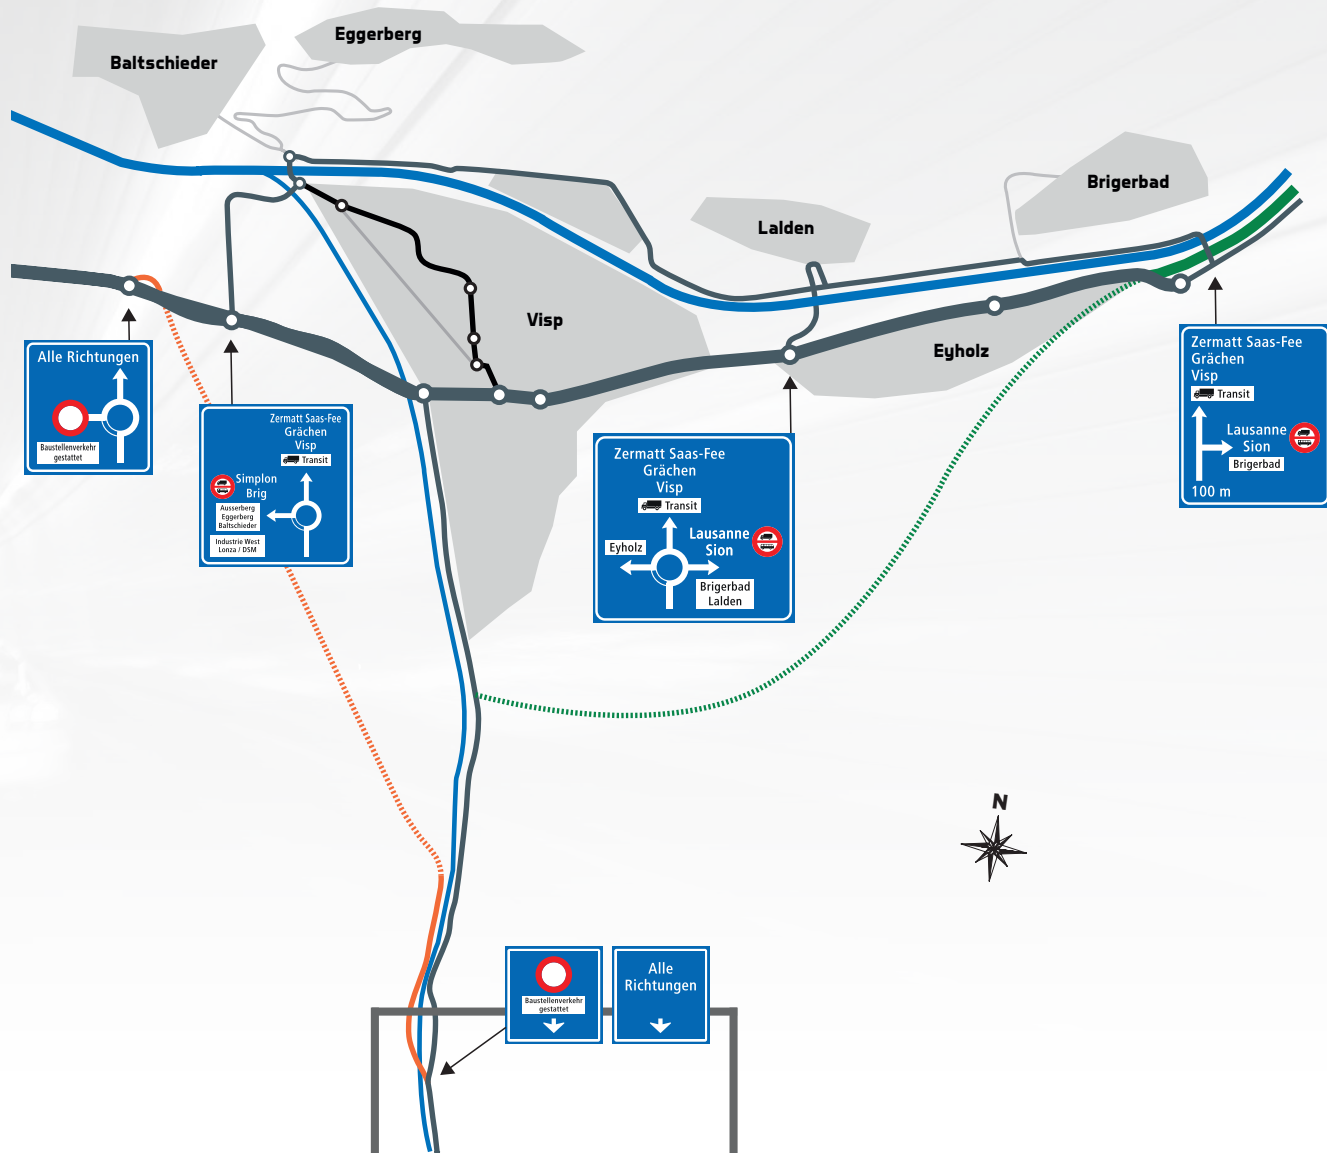 Eggerberg
Baltschieder
Brigerbad
Lalden
Visp
Eyholz
Alle Richtungen
Baustellenverkehr
gestattet
Zermatt Saas-Fee
Grächen
Visp
Transit
Simplon
Brig
Ausserberg
Eggerberg
Baltschieder
Industrie West
Lonza / DSM
Zermatt Saas-Fee
Grächen
Visp
Transit
Lausanne
Sion
Eyholz
Brigerbad
Lalden
Zermatt Saas-Fee
Grächen
Visp
Transit
Lausanne
Sion
Brigerbad
100 m
N
Baustellenverkehr
gestattet
Alle
Richtungen